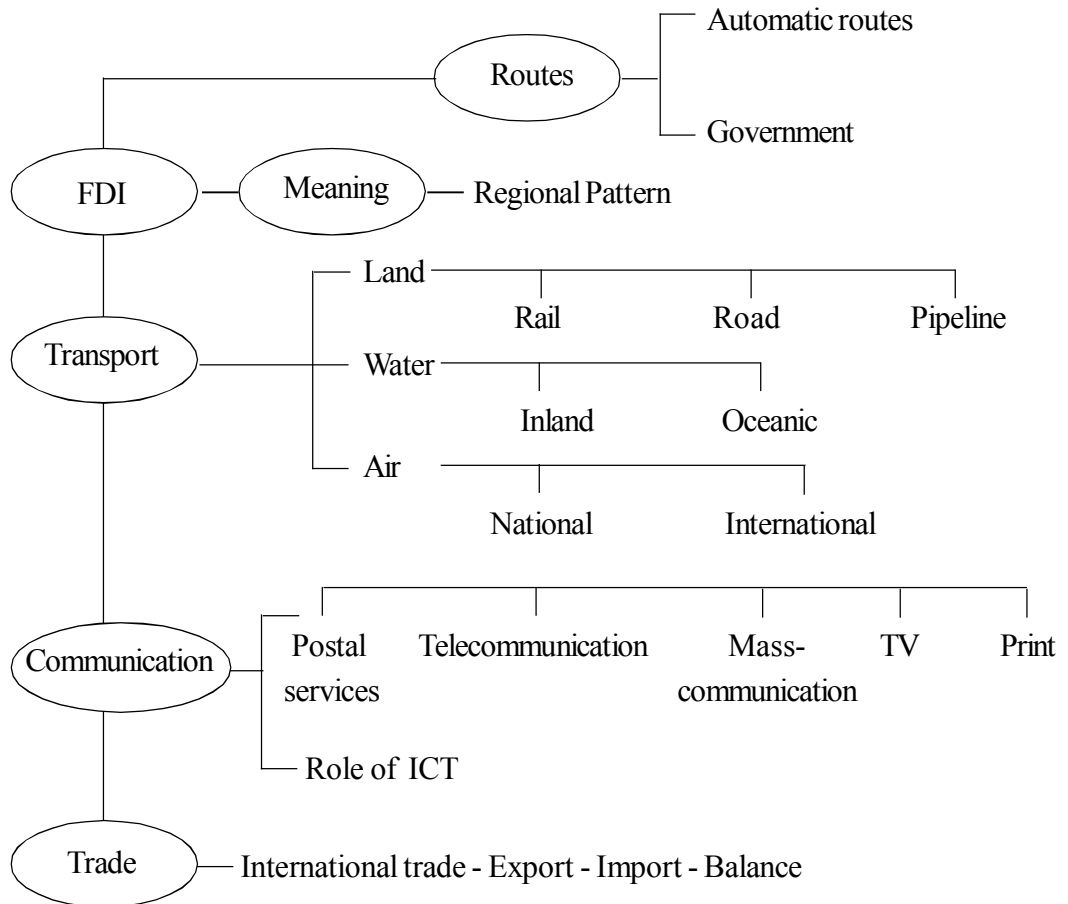 Automatic routes
Routes
Government
FDI
Meaning
Regional Pattern
Land
Rail
Road
Pipeline
Transport
Water
Inland
Oceanic
Air
National
International
Communication
Postal
services
Telecommunication
Mass-
communication
TV
Print
Role of ICT
Trade
International trade - Export - Import - Balance